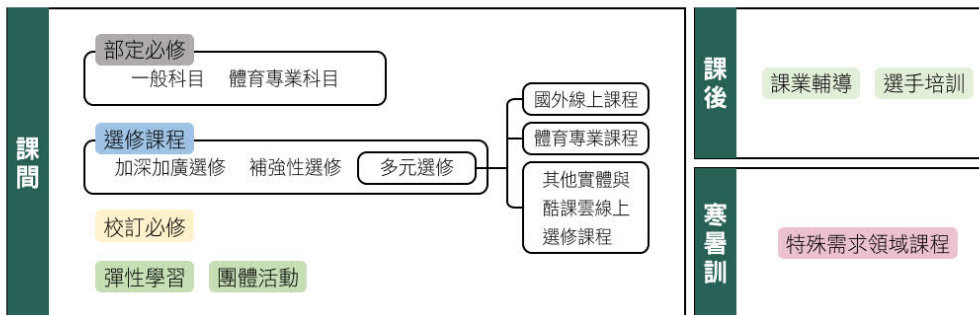 課間
部定必修
一般科目 體育專業科目
選修課程
加深加廣選修 補強性選修 多元選修
國外線上課程
體育專業課程
其他實體與
酷課雲線上
選修課程
校訂必修
彈性學習 團體活動
課後
課業輔導 選手培訓
寒暑訓
特殊需求領域課程